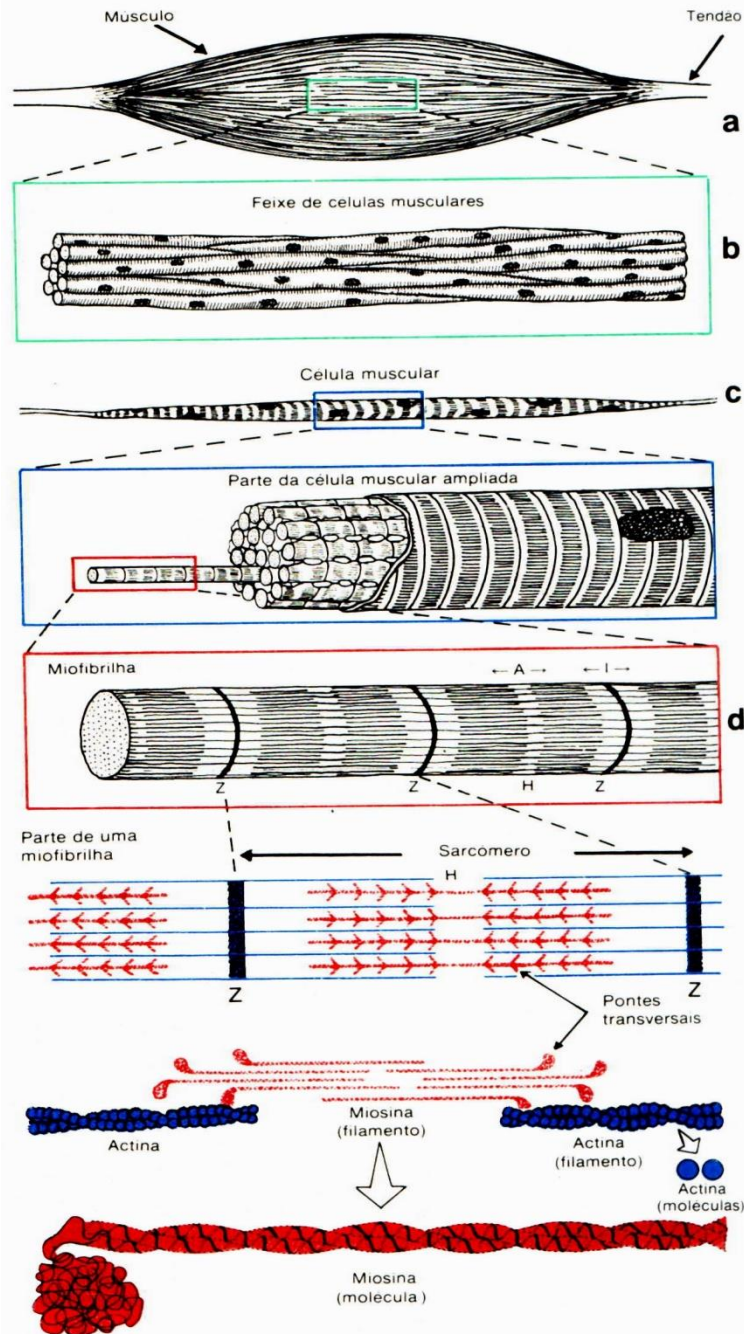 Músculo
Tendão
a
Feixe de células musculares
b
Célula muscular
c
Parte da célula muscular ampliada
Miofibrilha
A
I
d
Z
Z
H
Z
Parte de uma
miofibrilha
Sarcómero
H
Z
Z
Pontes
transversais
Actina
Miosina
(filamento)
Actina
(filamento)
Actina
(moléculas)
Miosina
(molécula)